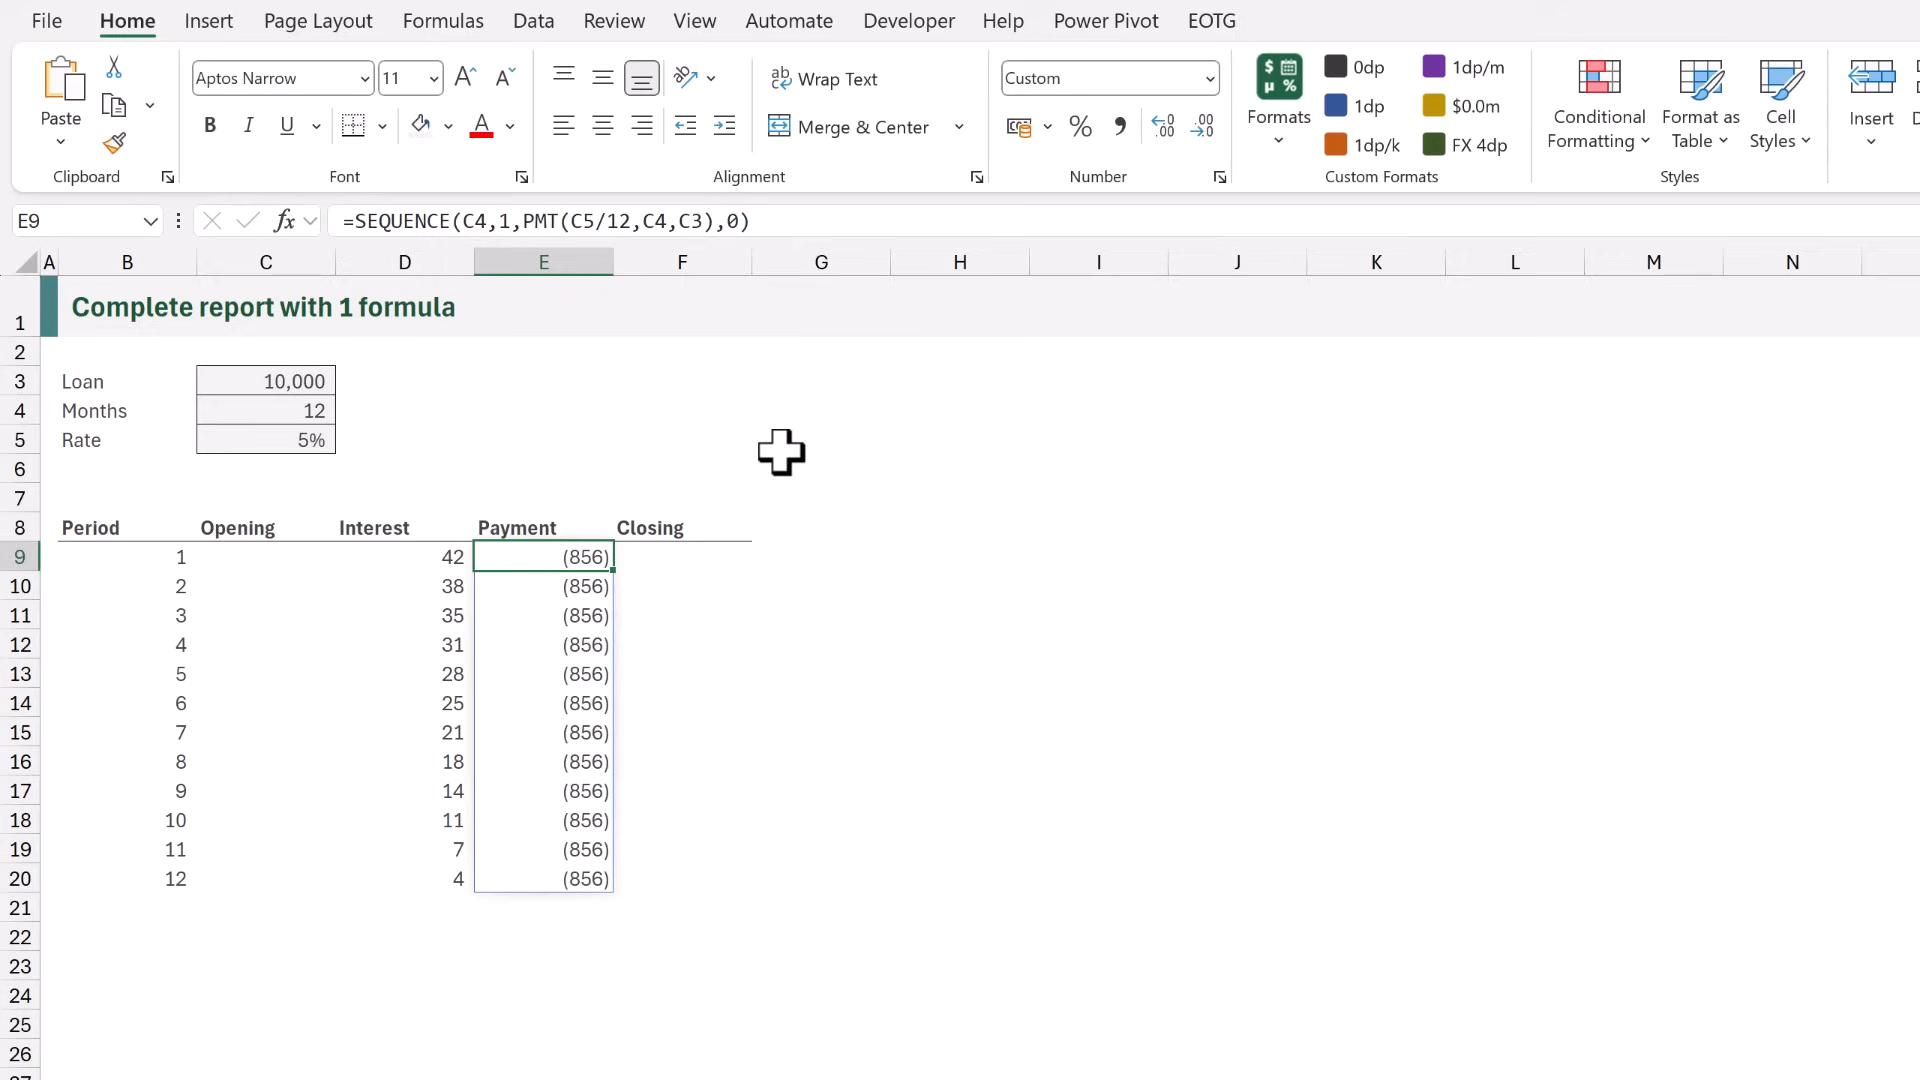 File Home Insert Page Layout Formulas Data Review View Automate Developer Help Power Pivot EOTG
Paste
Clipboard
Aptos Narrow 11 A A
B I U A
Font
ab Wrap Text
Merge & Center
Alignment
Custom
% 9 .00 .00
Number
$ µ %
Formats
0dp 1dp/m
1dp $0.0m
1dp/k FX 4dp
Custom Formats
Conditional Formatting
Format as Table
Cell Styles
Styles
Insert
E9 fx =SEQUENCE(C4,1,PMT(C5/12,C4,C3),0)
A B C D E F G H I J K L M N
1 Complete report with 1 formula
2
3 Loan 10,000
4 Months 12
5 Rate 5%
6
7
8 Period Opening Interest Payment Closing
9 1 42 (856)
10 2 38 (856)
11 3 35 (856)
12 4 31 (856)
13 5 28 (856)
14 6 25 (856)
15 7 21 (856)
16 8 18 (856)
17 9 14 (856)
18 10 11 (856)
19 11 7 (856)
20 12 4 (856)
21
22
23
24
25
26